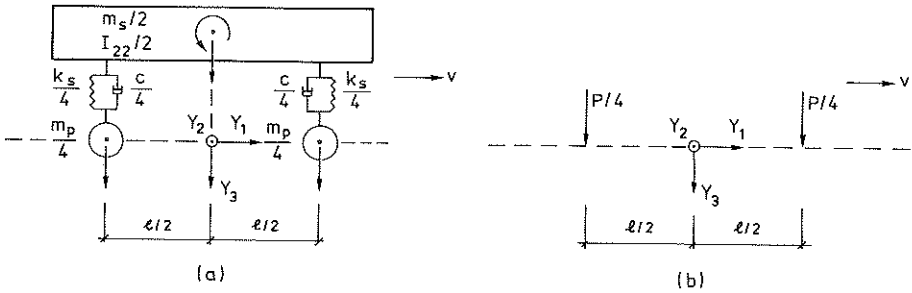 m_s/2
I_22/2
k_s/4
c/4
c/4
k_s/4
v
m_p/4
Y_2
Y_1
m_p/4
Y_3
ℓ/2
ℓ/2
(a)
P/4
P/4
v
Y_2
Y_1
Y_3
ℓ/2
ℓ/2
(b)